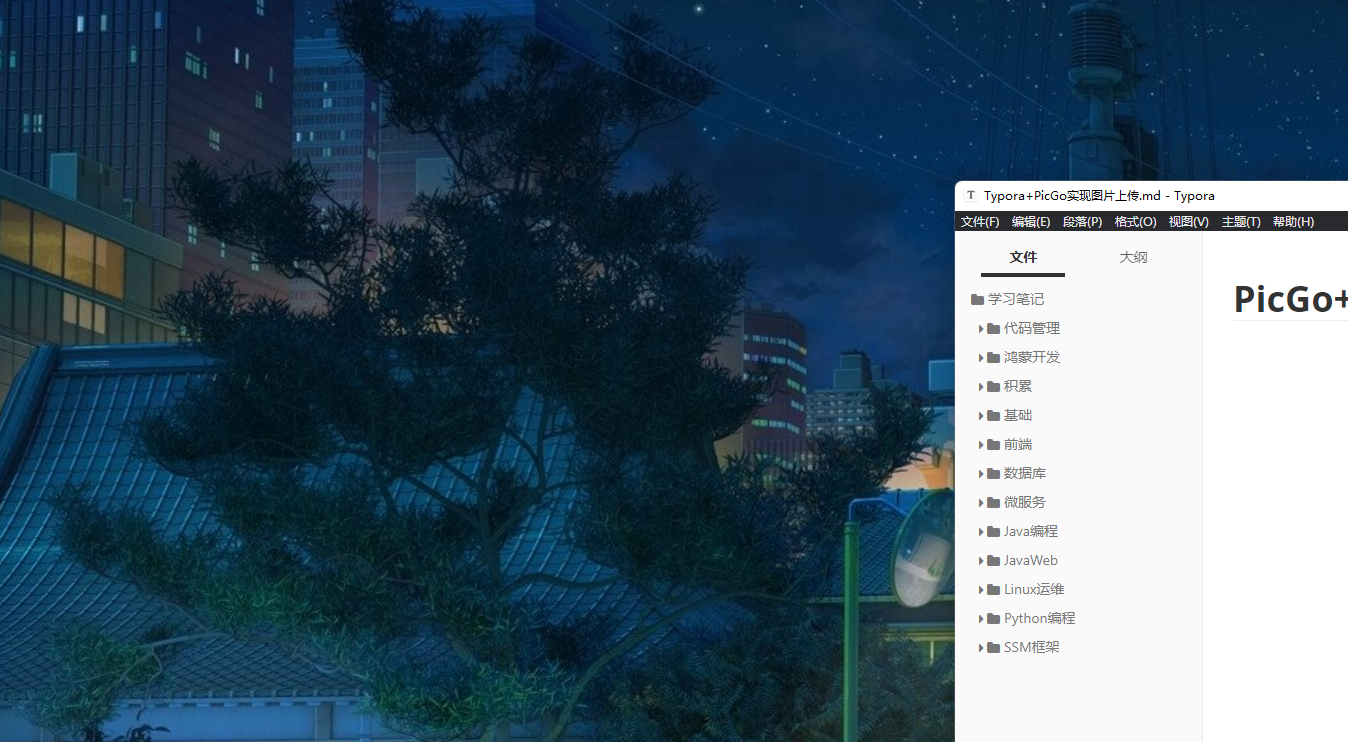 T Typora+PicGo实现图片上传.md - Typora
文件(F) 编辑(E) 段落(P) 格式(O) 视图(V) 主题(T) 帮助(H)
文件 大纲
学习笔记
代码管理
鸿蒙开发
积累
基础
前端
数据库
微服务
Java编程
JavaWeb
Linux运维
Python编程
SSM框架
PicGo+